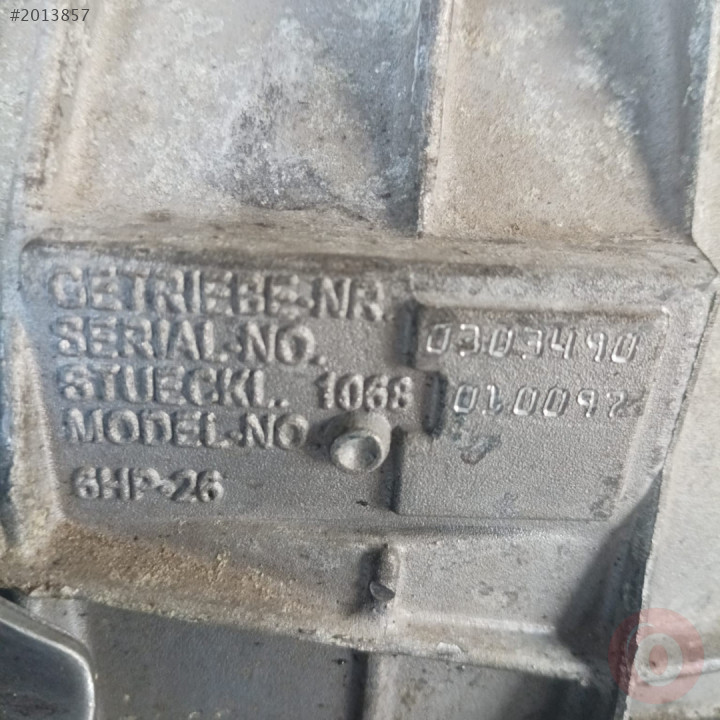 #2013857
GETRIEBE-NR.
SERIAL-NO. 0303490
STUECKL. 1068 010097
MODEL-NO
6HP-26